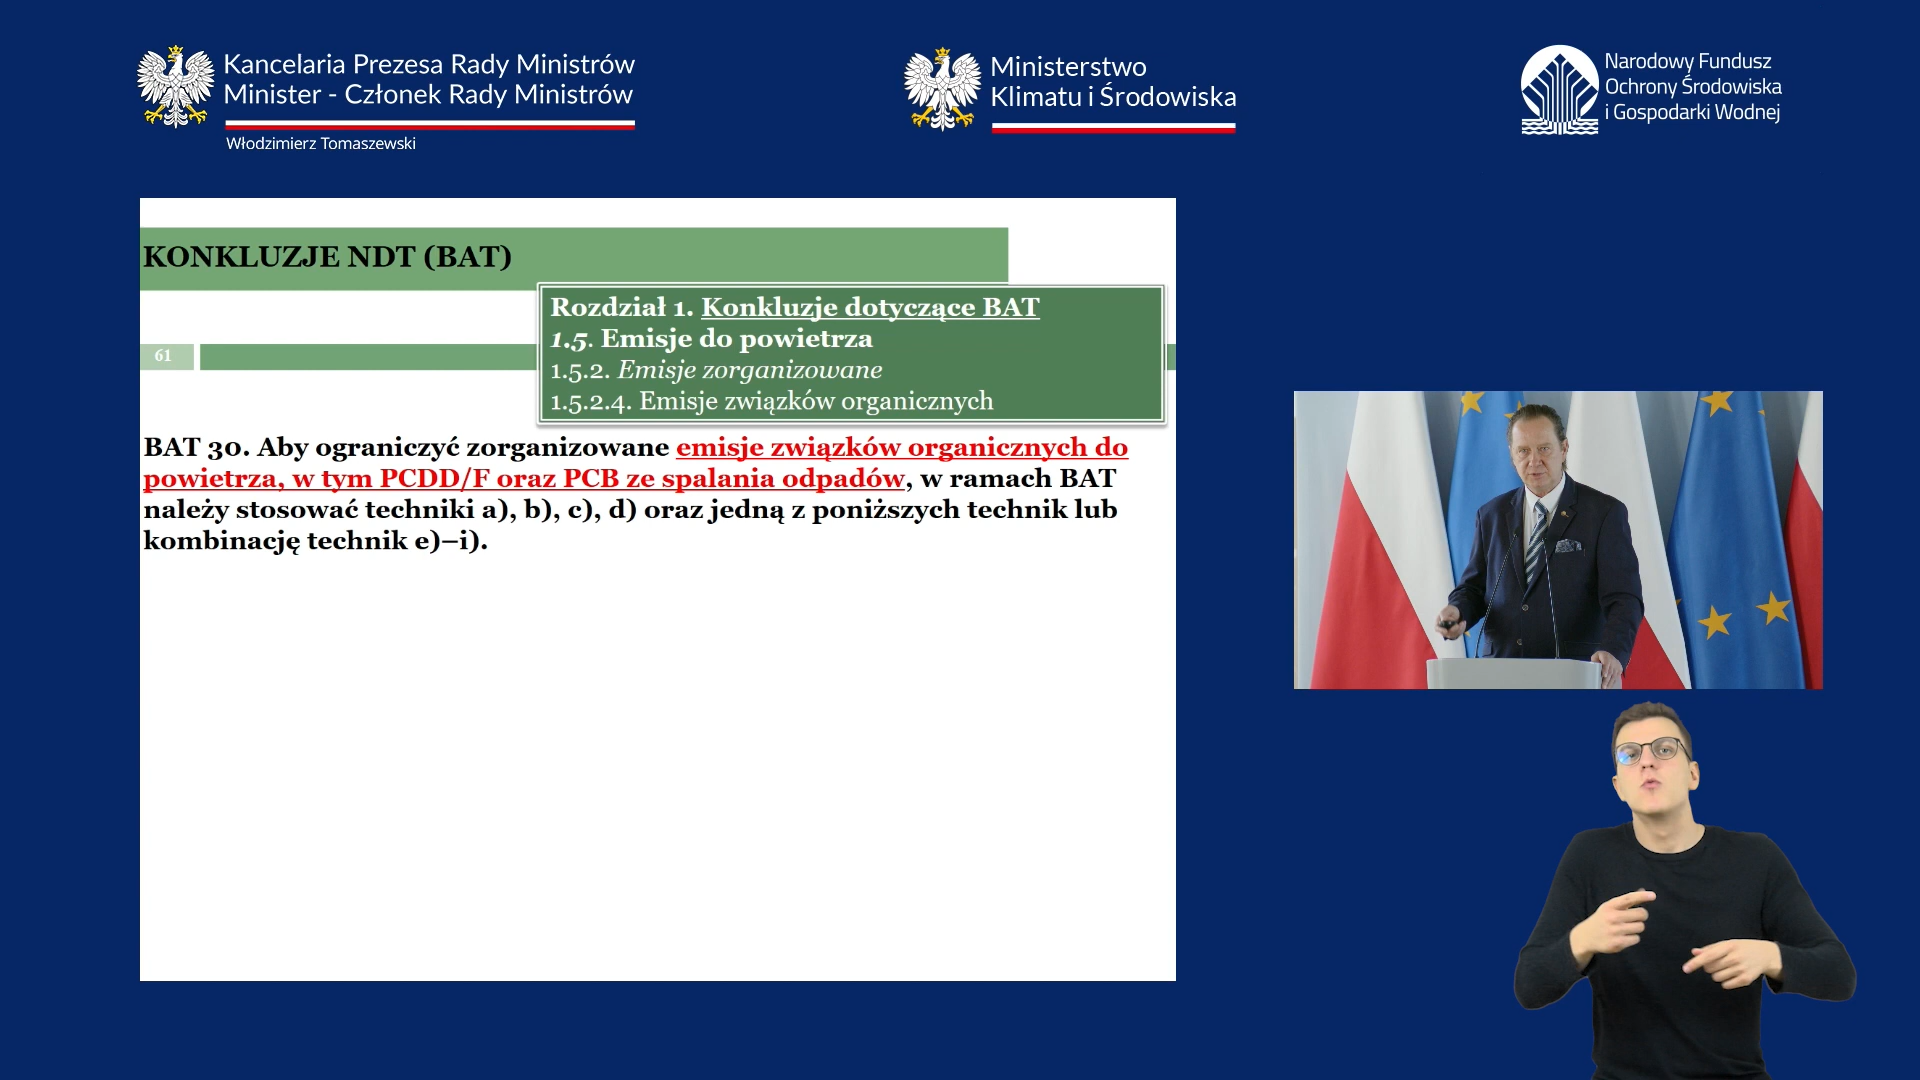 Kancelaria Prezesa Rady Ministrów
Minister - Członek Rady Ministrów
Włodzimierz Tomaszewski
Ministerstwo
Klimatu i Środowiska
Narodowy Fundusz
Ochrony Środowiska
i Gospodarki Wodnej
KONKLUZJE NDT (BAT)
Rozdział 1. Konkluzje dotyczące BAT
1.5. Emisje do powietrza
1.5.2. Emisje zorganizowane
1.5.2.4. Emisje związków organicznych
61
BAT 30. Aby ograniczyć zorganizowane emisje związków organicznych do
powietrza, w tym PCDD/F oraz PCB ze spalania odpadów, w ramach BAT
należy stosować techniki a), b), c), d) oraz jedną z poniższych technik lub
kombinację technik e)–i).